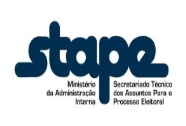 stape
Ministério Secretariado Técnico
da Administração dos Assuntos Para o
Interna Processo Eleitoral